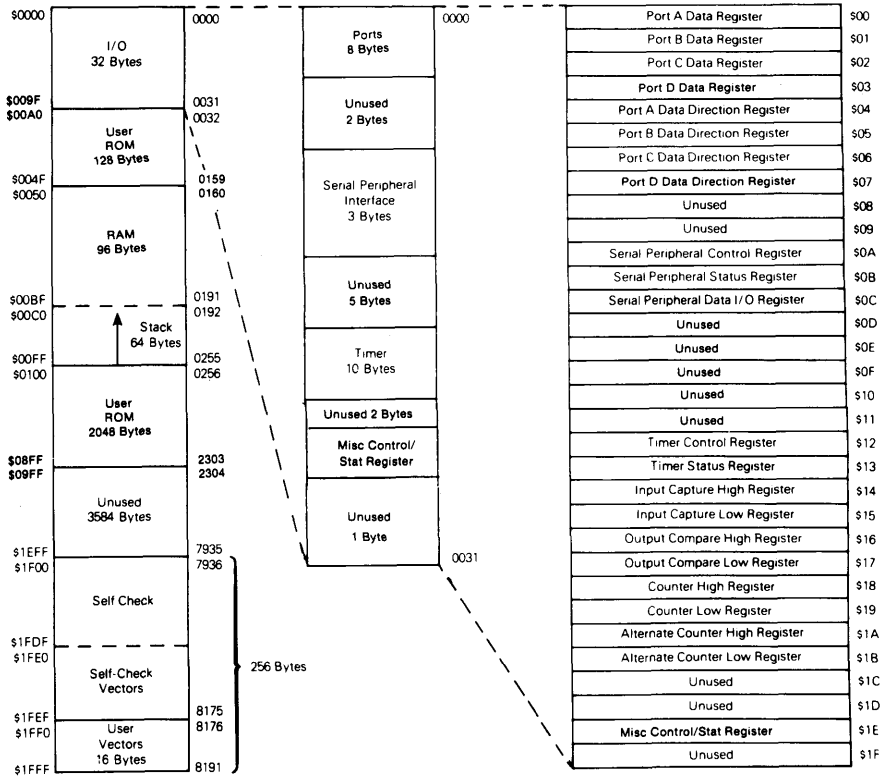 $0000
0000
I/O
32 Bytes
$009F
0031
$00A0
0032
User
ROM
128 Bytes
$004F
0159
$0050
0160
RAM
96 Bytes
$00BF
0191
$00C0
0192
Stack
64 Bytes
$00FF
0255
$0100
0256
User
ROM
2048 Bytes
$08FF
2303
$09FF
2304
Unused
3584 Bytes
$1EFF
7935
$1F00
7936
Self Check
$1FDF
$1FE0
256 Bytes
Self-Check
Vectors
$1FEF
8175
$1FF0
8176
User
Vectors
16 Bytes
$1FFF
8191
0000
Ports
8 Bytes
Unused
2 Bytes
Serial Peripheral
Interface
3 Bytes
Unused
5 Bytes
Timer
10 Bytes
Unused 2 Bytes
Misc Control/
Stat Register
Unused
1 Byte
0031
Port A Data Register $00
Port B Data Register $01
Port C Data Register $02
Port D Data Register $03
Port A Data Direction Register $04
Port B Data Direction Register $05
Port C Data Direction Register $06
Port D Data Direction Register $07
Unused $08
Unused $09
Serial Peripheral Control Register $0A
Serial Peripheral Status Register $0B
Serial Peripheral Data I/O Register $0C
Unused $0D
Unused $0E
Unused $0F
Unused $10
Unused $11
Timer Control Register $12
Timer Status Register $13
Input Capture High Register $14
Input Capture Low Register $15
Output Compare High Register $16
Output Compare Low Register $17
Counter High Register $18
Counter Low Register $19
Alternate Counter High Register $1A
Alternate Counter Low Register $1B
Unused $1C
Unused $1D
Misc Control/Stat Register $1E
Unused $1F